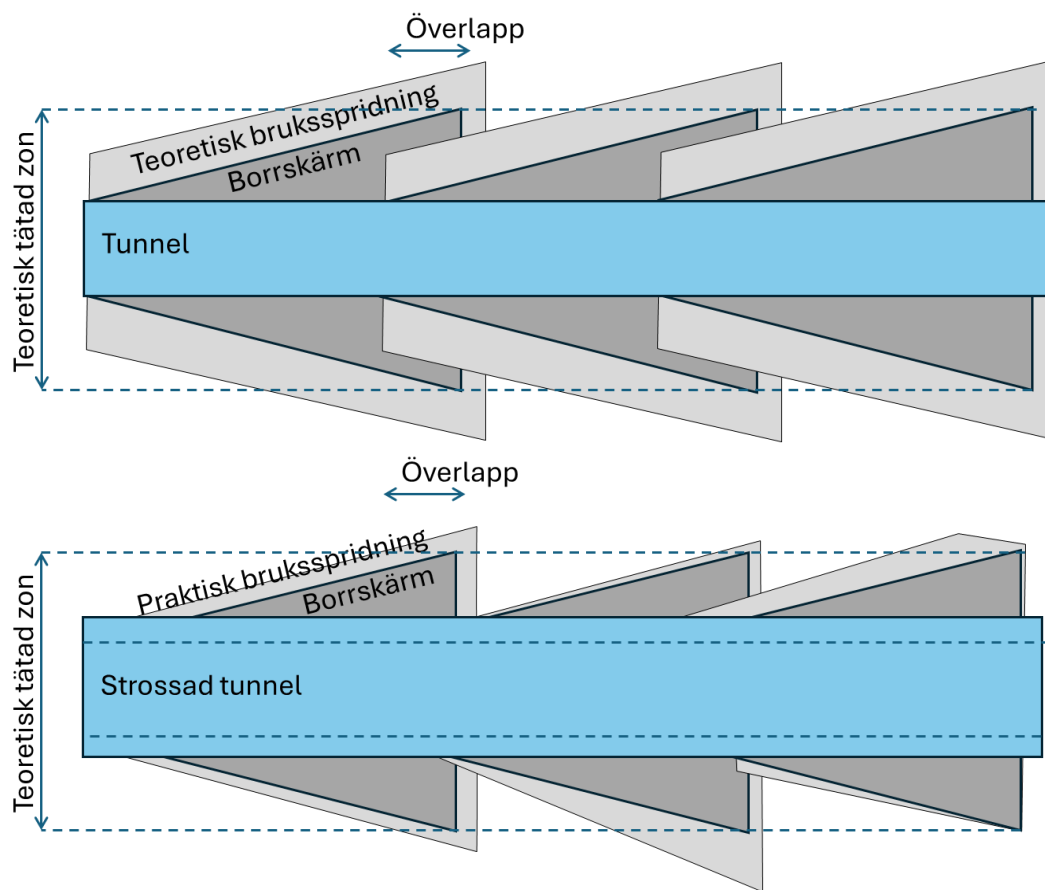 Överlapp
Teoretisk bruksspridning
Borrskärm
Teoretisk tätad zon
Tunnel
Överlapp
Praktisk bruksspridning
Borrskärm
Teoretisk tätad zon
Strossad tunnel